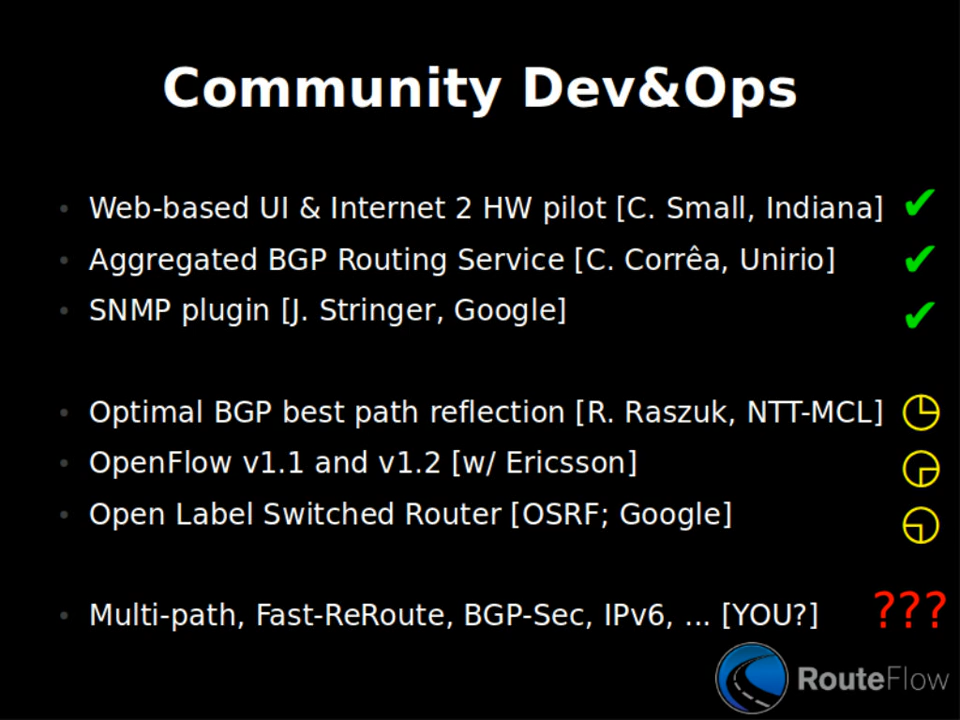 Community Dev&Ops
• Web-based UI & Internet 2 HW pilot [C. Small, Indiana] ✔
• Aggregated BGP Routing Service [C. Corrêa, Unirio] ✔
• SNMP plugin [J. Stringer, Google] ✔
• Optimal BGP best path reflection [R. Raszuk, NTT-MCL] ◷
• OpenFlow v1.1 and v1.2 [w/ Ericsson] ◶
• Open Label Switched Router [OSRF; Google] ◵
• Multi-path, Fast-ReRoute, BGP-Sec, IPv6, ... [YOU?] ???
RouteFlow